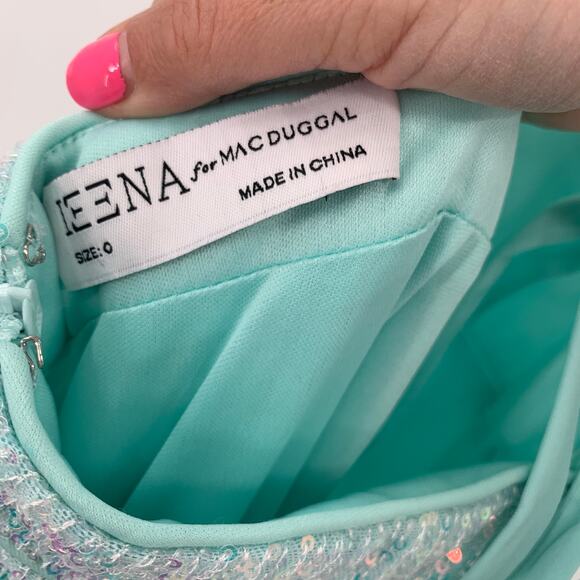 IEENA for MAC DUGGAL
MADE IN CHINA
SIZE: 0